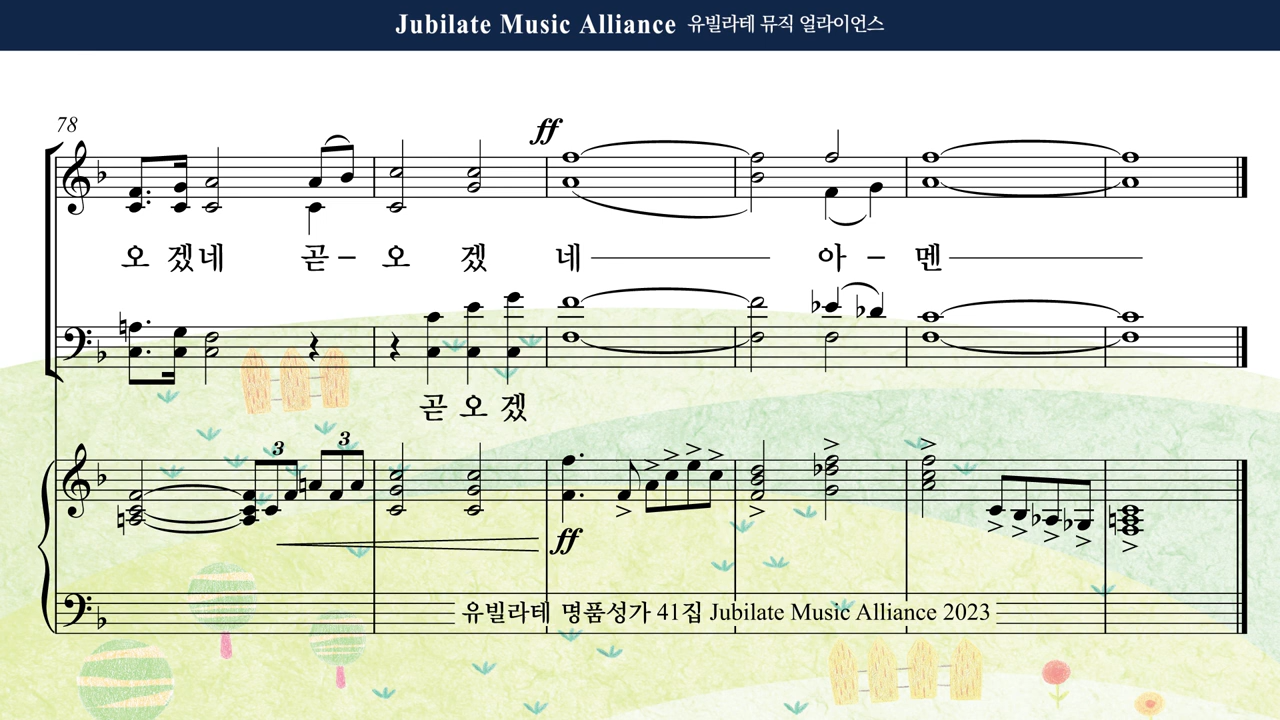 Jubilate Music Alliance 유빌라테 뮤직 얼라이언스
78
ff
오 겠 네 곧 - 오 겠 네 아 - 멘
곧 오 겠
3 3
ff
유빌라테 명품성가 41집 Jubilate Music Alliance 2023